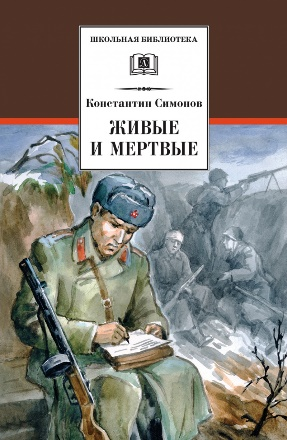 ШКОЛЬНАЯ БИБЛИОТЕКА
Константин Симонов
ЖИВЫЕ
И МЕРТВЫЕ